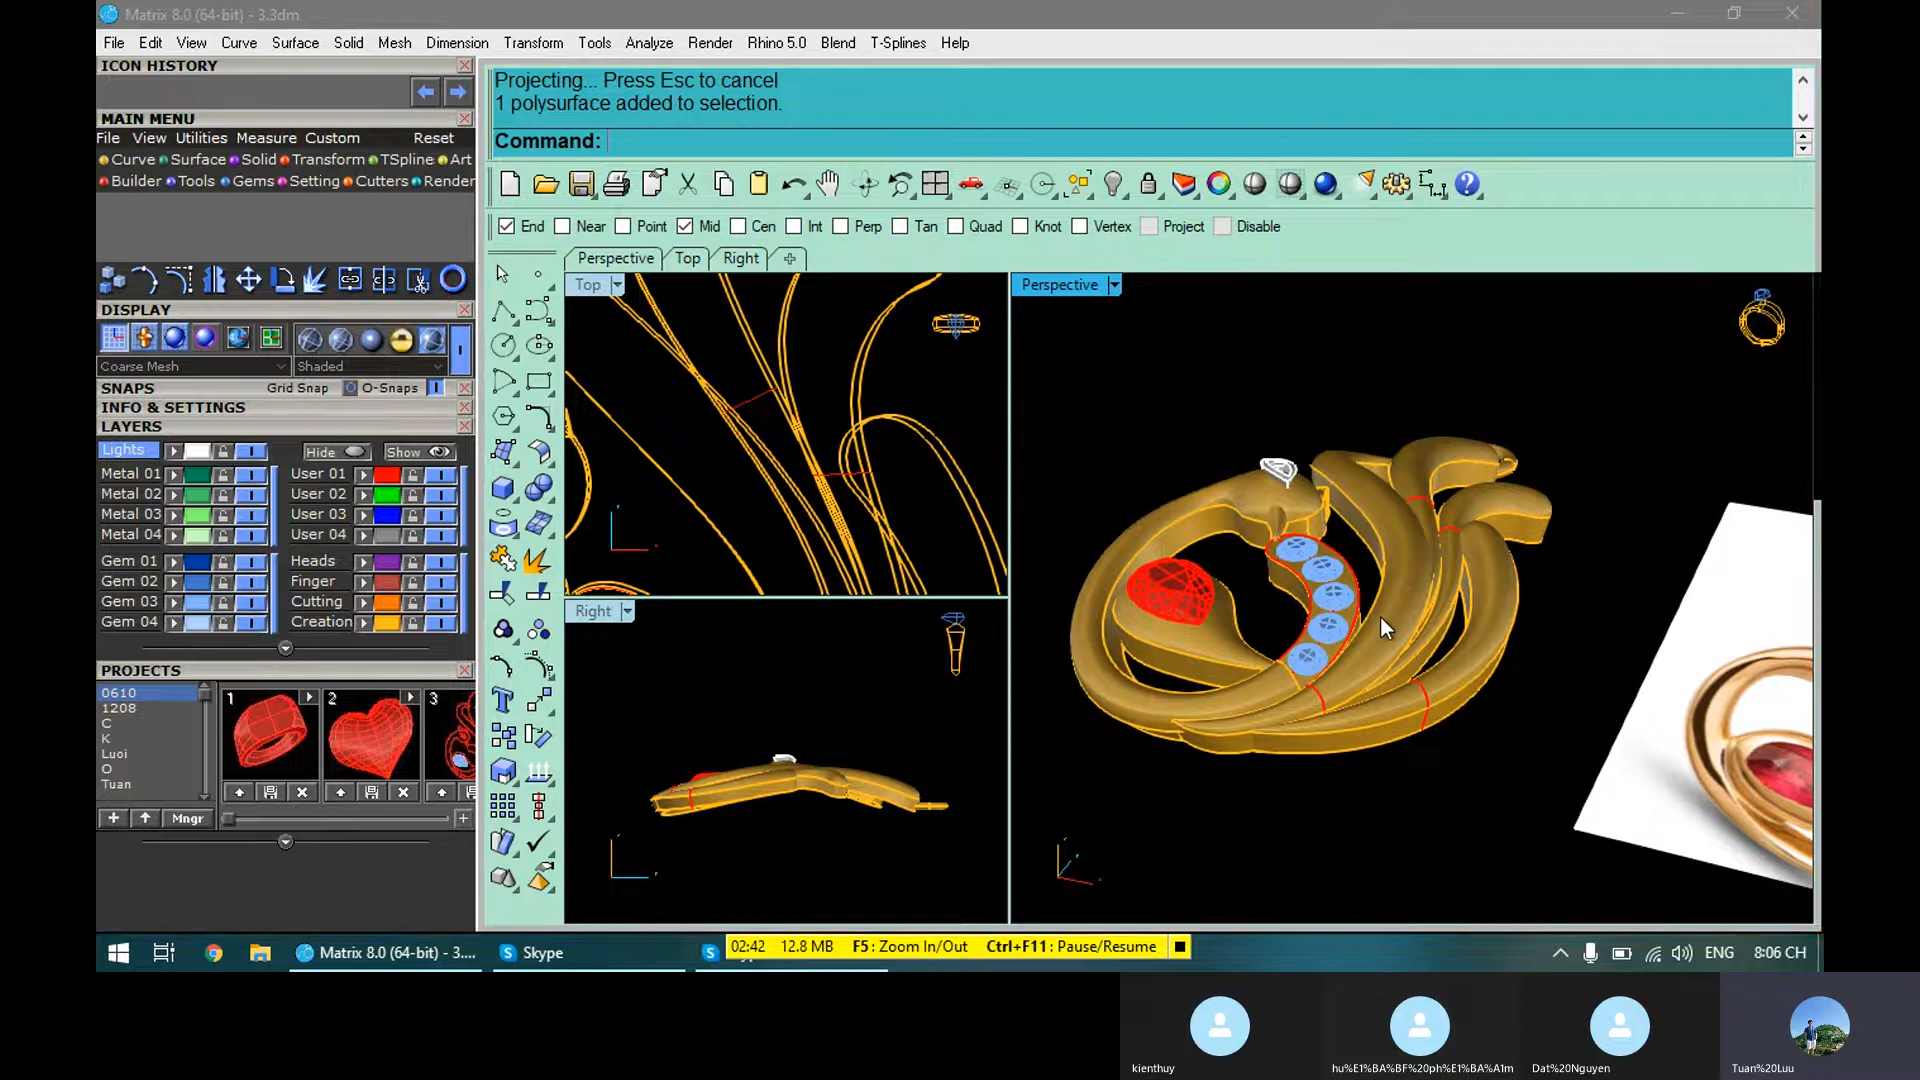 Matrix 8.0 (64-bit) - 3.3dm
File Edit View Curve Surface Solid Mesh Dimension Transform Tools Analyze Render Rhino 5.0 Blend T-Splines Help
ICON HISTORY
MAIN MENU
File View Utilities Measure Custom Reset
Curve Surface Solid Transform TSpline Art
Builder Tools Gems Setting Cutters Render
DISPLAY
Coarse Mesh Shaded
SNAPS Grid Snap O-Snaps
INFO & SETTINGS
LAYERS
Lights Hide Show
Metal 01 User 01
Metal 02 User 02
Metal 03 User 03
Metal 04 User 04
Gem 01 Heads
Gem 02 Finger
Gem 03 Cutting
Gem 04 Creation
PROJECTS
0610
1208
C
K
Luoi
O
Tuan
1 2 3
Mngr
Projecting... Press Esc to cancel
1 polysurface added to selection.
Command:
End Near Point Mid Cen Int Perp Tan Quad Knot Vertex Project Disable
Perspective Top Right
Top
Perspective
Right
Matrix 8.0 (64-bit) - 3....
Skype
02:42 12.8 MB F5: Zoom In/Out Ctrl+F11: Pause/Resume
ENG 8:06 CH
kienthuy
hu%E1%BA%BF%20ph%E1%BA%A1m
Dat%20Nguyen
Tuan%20Luu